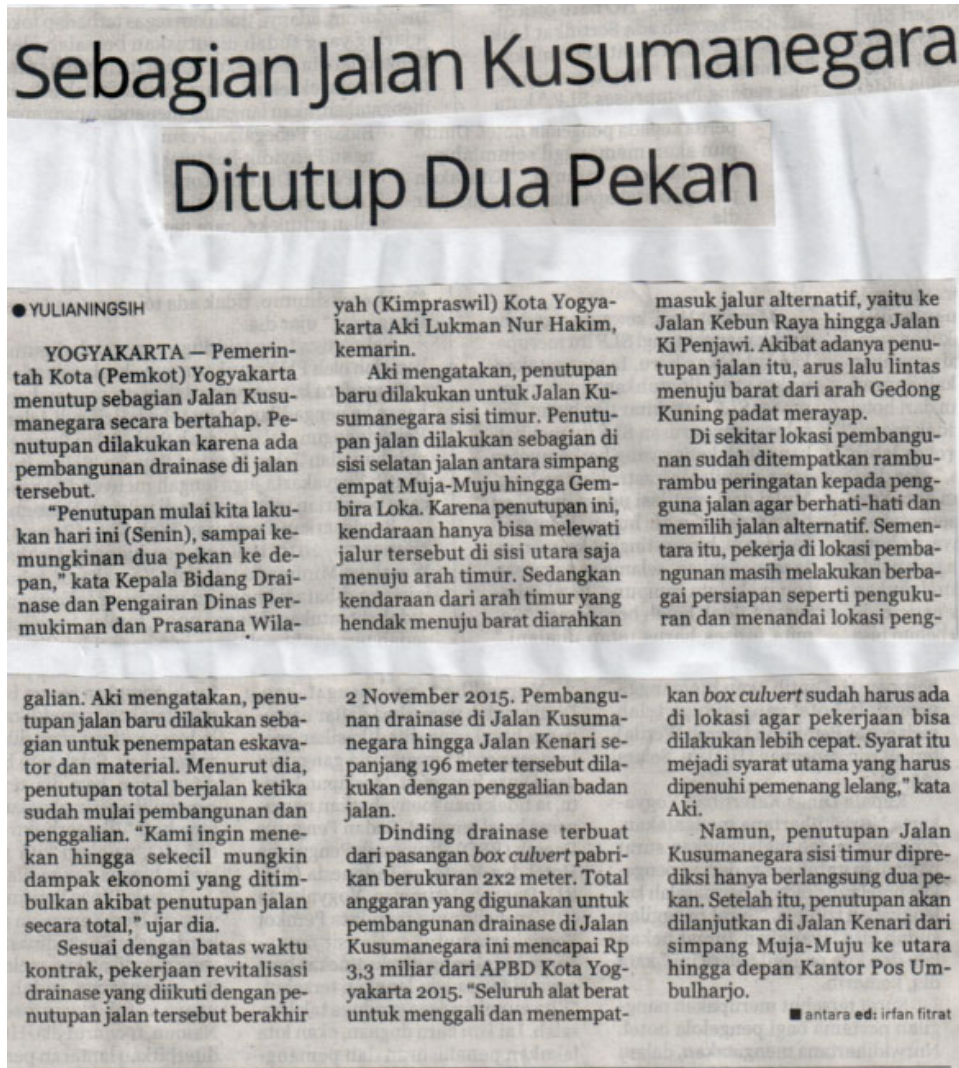 Sebagian Jalan Kusumanegara
Ditutup Dua Pekan
● YULIANINGSIH
YOGYAKARTA — Pemerin-
tah Kota (Pemkot) Yogyakarta
menutup sebagian Jalan Kusu-
manegara secara bertahap. Pe-
nutupan dilakukan karena ada
pembangunan drainase di jalan
tersebut.
“Penutupan mulai kita laku-
kan hari ini (Senin), sampai ke-
mungkinan dua pekan ke de-
pan,” kata Kepala Bidang Drai-
nase dan Pengairan Dinas Per-
mukiman dan Prasarana Wila-
yah (Kimpraswil) Kota Yogya-
karta Aki Lukman Nur Hakim,
kemarin.
Aki mengatakan, penutupan
baru dilakukan untuk Jalan Ku-
sumanegara sisi timur. Penutu-
pan jalan dilakukan sebagian di
sisi selatan jalan antara simpang
empat Muja-Muju hingga Gem-
bira Loka. Karena penutupan ini,
kendaraan hanya bisa melewati
jalur tersebut di sisi utara saja
menuju arah timur. Sedangkan
kendaraan dari arah timur yang
hendak menuju barat diarahkan
masuk jalur alternatif, yaitu ke
Jalan Kebun Raya hingga Jalan
Ki Penjawi. Akibat adanya penu-
tupan jalan itu, arus lalu lintas
menuju barat dari arah Gedong
Kuning padat merayap.
Di sekitar lokasi pembangu-
nan sudah ditempatkan rambu-
rambu peringatan kepada peng-
guna jalan agar berhati-hati dan
memilih jalan alternatif. Semen-
tara itu, pekerja di lokasi pemba-
ngunan masih melakukan berba-
gai persiapan seperti penguku-
ran dan menandai lokasi peng-
galian. Aki mengatakan, penu-
tupan jalan baru dilakukan seba-
gian untuk penempatan eskava-
tor dan material. Menurut dia,
penutupan total berjalan ketika
sudah mulai pembangunan dan
penggalian. “Kami ingin mene-
kan hingga sekecil mungkin
dampak ekonomi yang ditim-
bulkan akibat penutupan jalan
secara total,” ujar dia.
Sesuai dengan batas waktu
kontrak, pekerjaan revitalisasi
drainase yang diikuti dengan pe-
nutupan jalan tersebut berakhir
2 November 2015. Pembangu-
nan drainase di Jalan Kusuma-
negara hingga Jalan Kenari se-
panjang 196 meter tersebut dila-
kukan dengan penggalian badan
jalan.
Dinding drainase terbuat
dari pasangan box culvert pabri-
kan berukuran 2x2 meter. Total
anggaran yang digunakan untuk
pembangunan drainase di Jalan
Kusumanegara ini mencapai Rp
3,3 miliar dari APBD Kota Yog-
yakarta 2015. “Seluruh alat berat
untuk menggali dan menempat-
kan box culvert sudah harus ada
di lokasi agar pekerjaan bisa
dilakukan lebih cepat. Syarat itu
mejadi syarat utama yang harus
dipenuhi pemenang lelang,” kata
Aki.
Namun, penutupan Jalan
Kusumanegara sisi timur dipre-
diksi hanya berlangsung dua pe-
kan. Setelah itu, penutupan akan
dilanjutkan di Jalan Kenari dari
simpang Muja-Muju ke utara
hingga depan Kantor Pos Um-
bulharjo.
■ antara ed: irfan fitrat